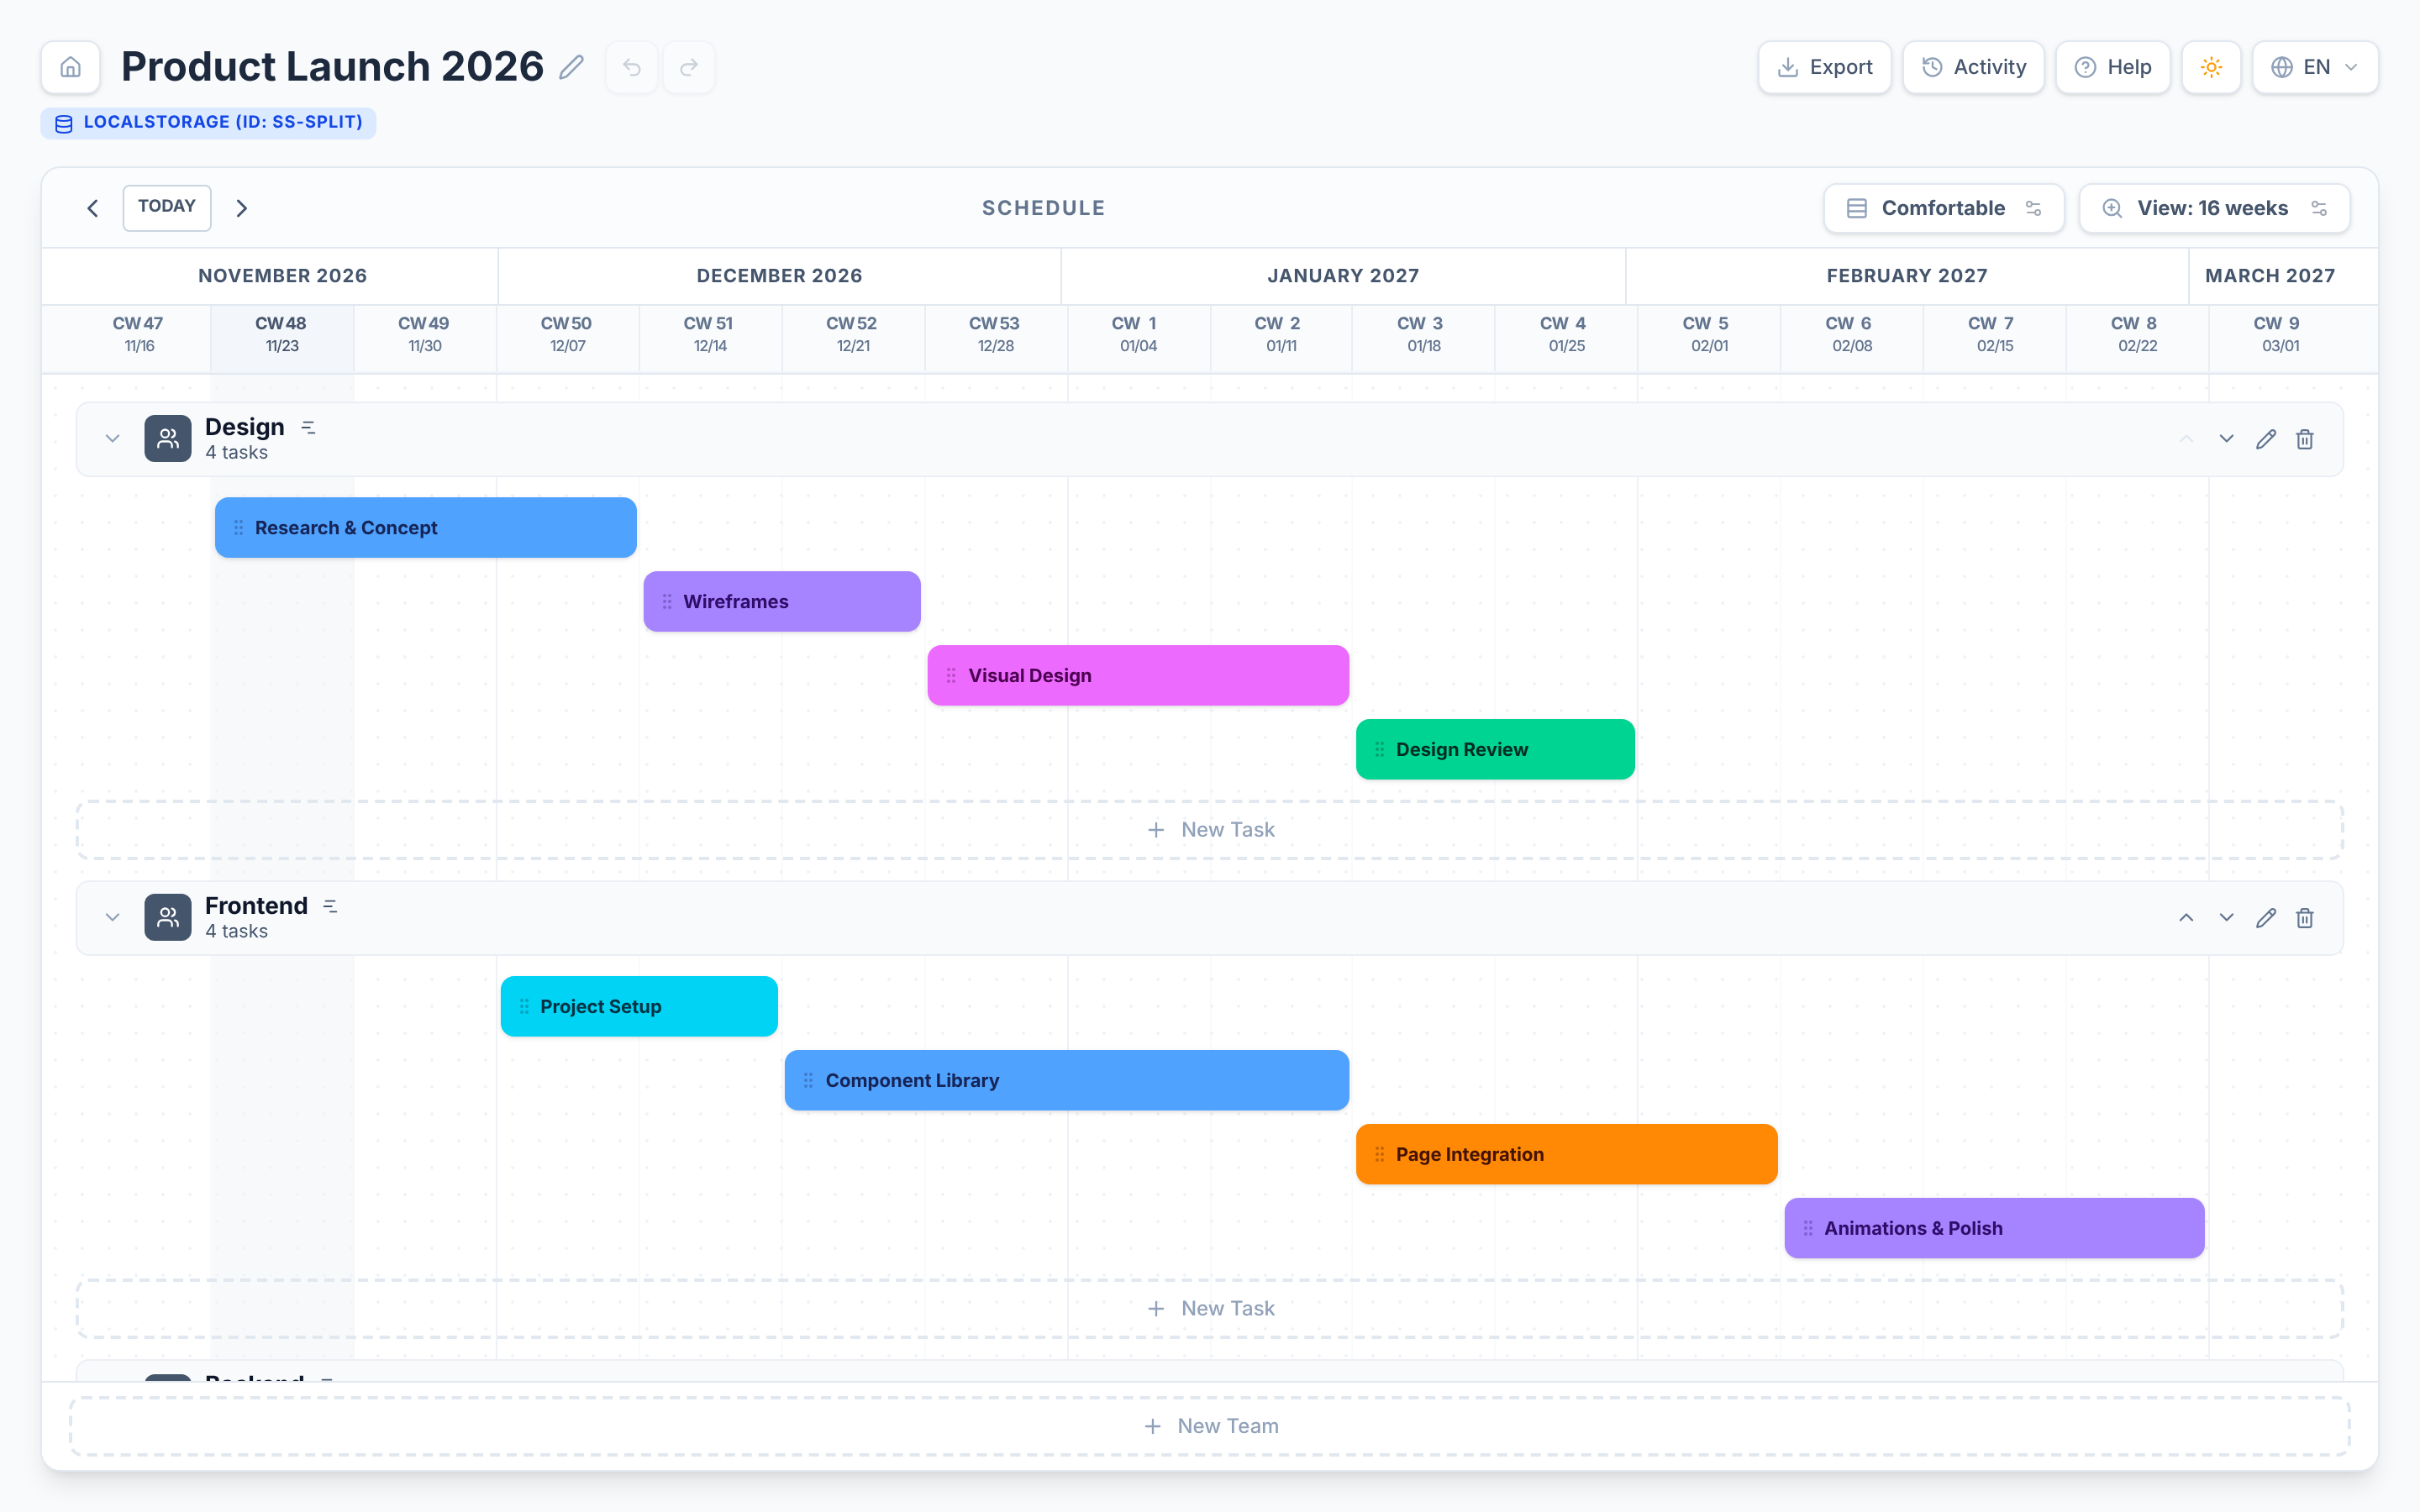 Product Launch 2026
Export
Activity
Help
EN
LOCALSTORAGE (ID: SS-SPLIT)
TODAY
SCHEDULE
Comfortable
View: 16 weeks
NOVEMBER 2026
DECEMBER 2026
JANUARY 2027
FEBRUARY 2027
MARCH 2027
CW 47
CW 48
CW 49
CW 50
CW 51
CW 52
CW 53
CW 1
CW 2
CW 3
CW 4
CW 5
CW 6
CW 7
CW 8
CW 9
11/16
11/23
11/30
12/07
12/14
12/21
12/28
01/04
01/11
01/18
01/25
02/01
02/08
02/15
02/22
03/01
Design
4 tasks
Research & Concept
Wireframes
Visual Design
Design Review
New Task
Frontend
4 tasks
Project Setup
Component Library
Page Integration
Animations & Polish
New Task
Backend
New Team